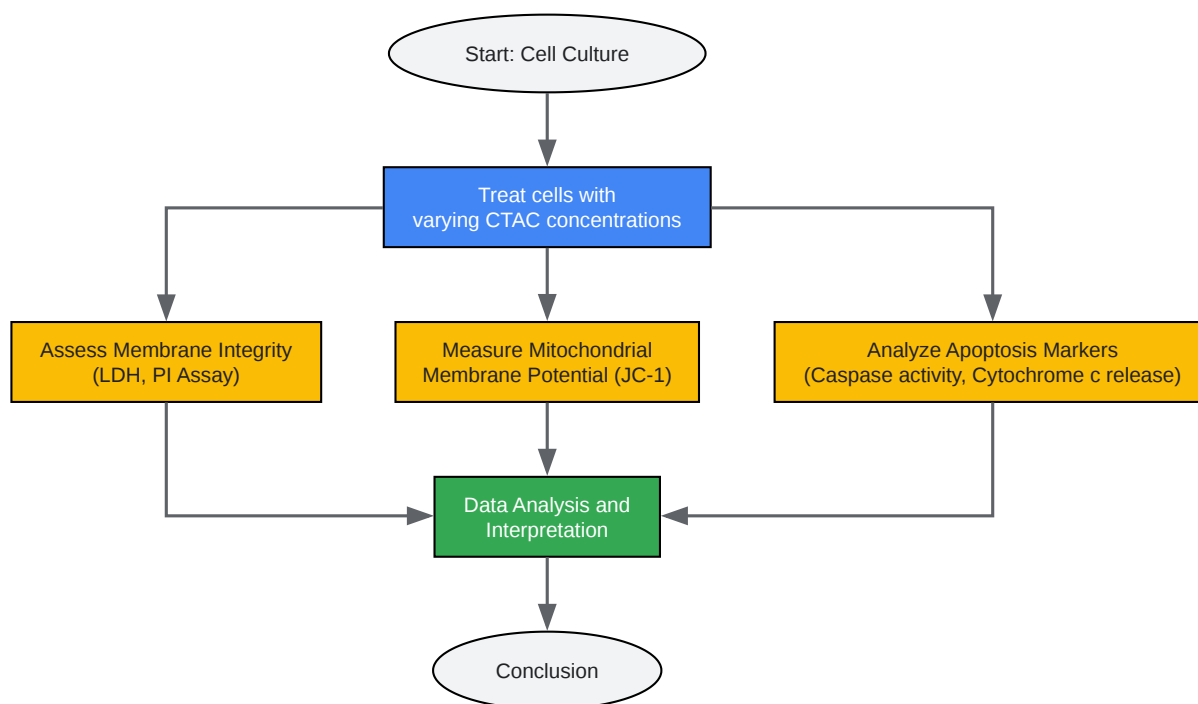 Start: Cell Culture
Treat cells with
varying CTAC concentrations
Assess Membrane Integrity
(LDH, PI Assay)
Measure Mitochondrial
Membrane Potential (JC-1)
Analyze Apoptosis Markers
(Caspase activity, Cytochrome c release)
Data Analysis and
Interpretation
Conclusion